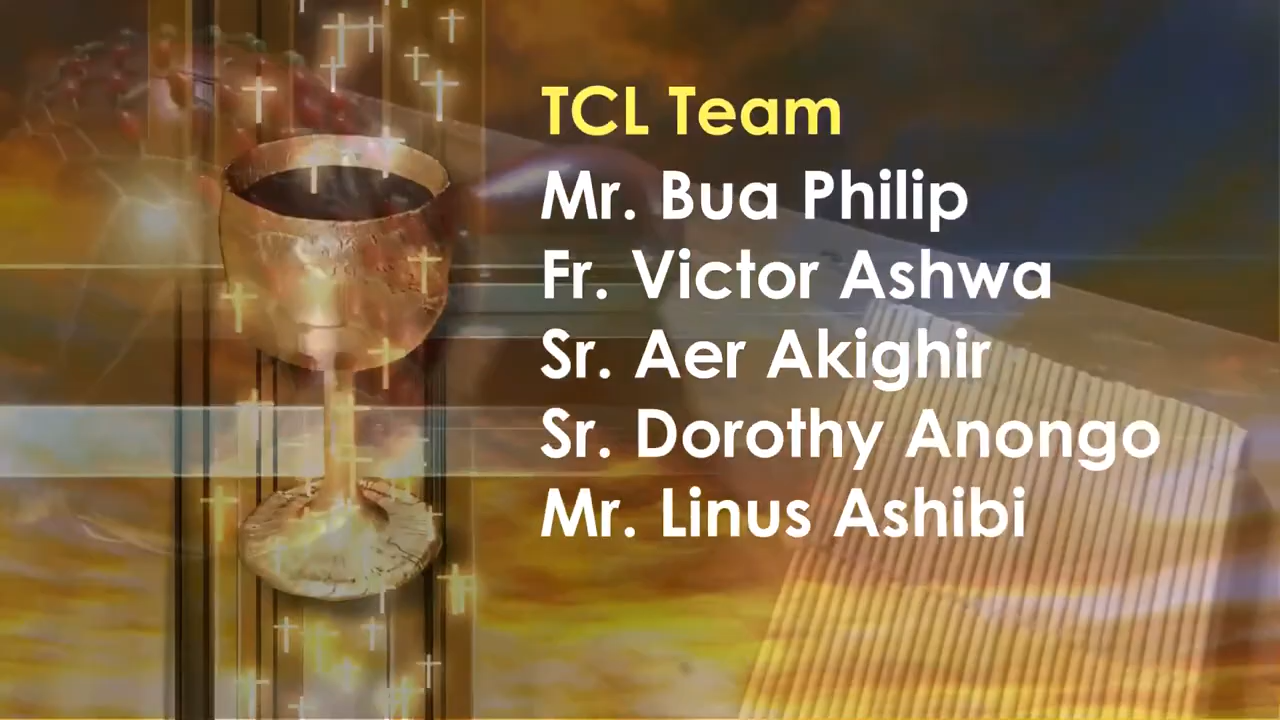 TCL Team
Mr. Bua Philip
Fr. Victor Ashwa
Sr. Aer Akighir
Sr. Dorothy Anongo
Mr. Linus Ashibi